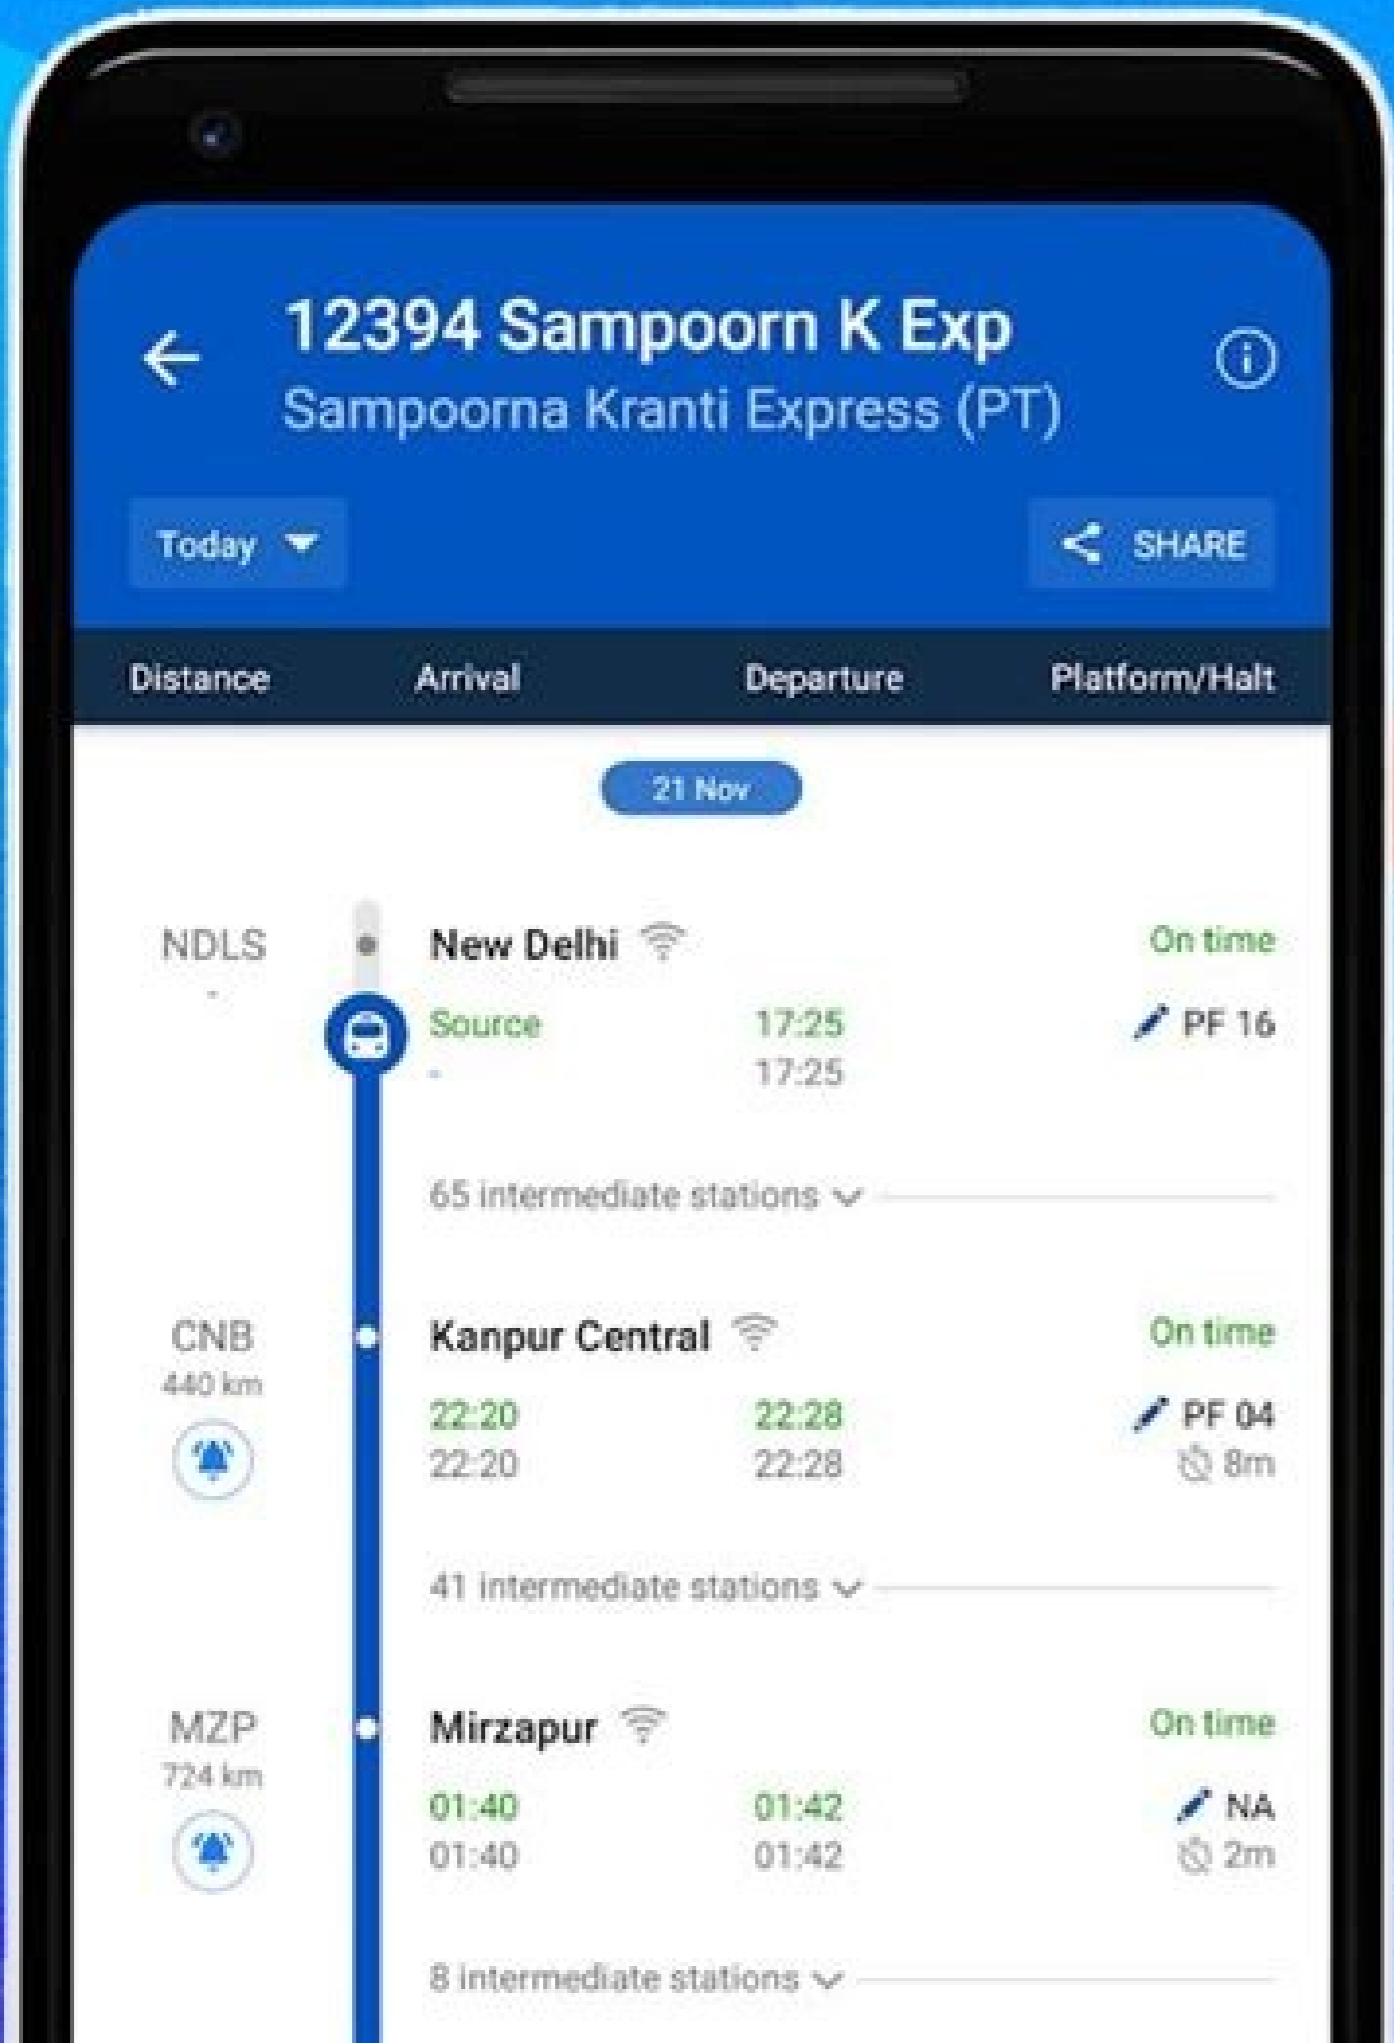 12394 Sampoorn K Exp
Sampoorna Kranti Express (PT)
Today
SHARE
Distance Arrival Departure Platform/Halt
21 Nov
NDLS New Delhi On time
- Source 17:25 PF 16
- 17:25
65 intermediate stations
CNB Kanpur Central On time
440 km
22:20 22:28 PF 04
22:20 22:28 8m
41 intermediate stations
MZP Mirzapur On time
724 km
01:40 01:42 NA
01:40 01:42 2m
8 intermediate stations